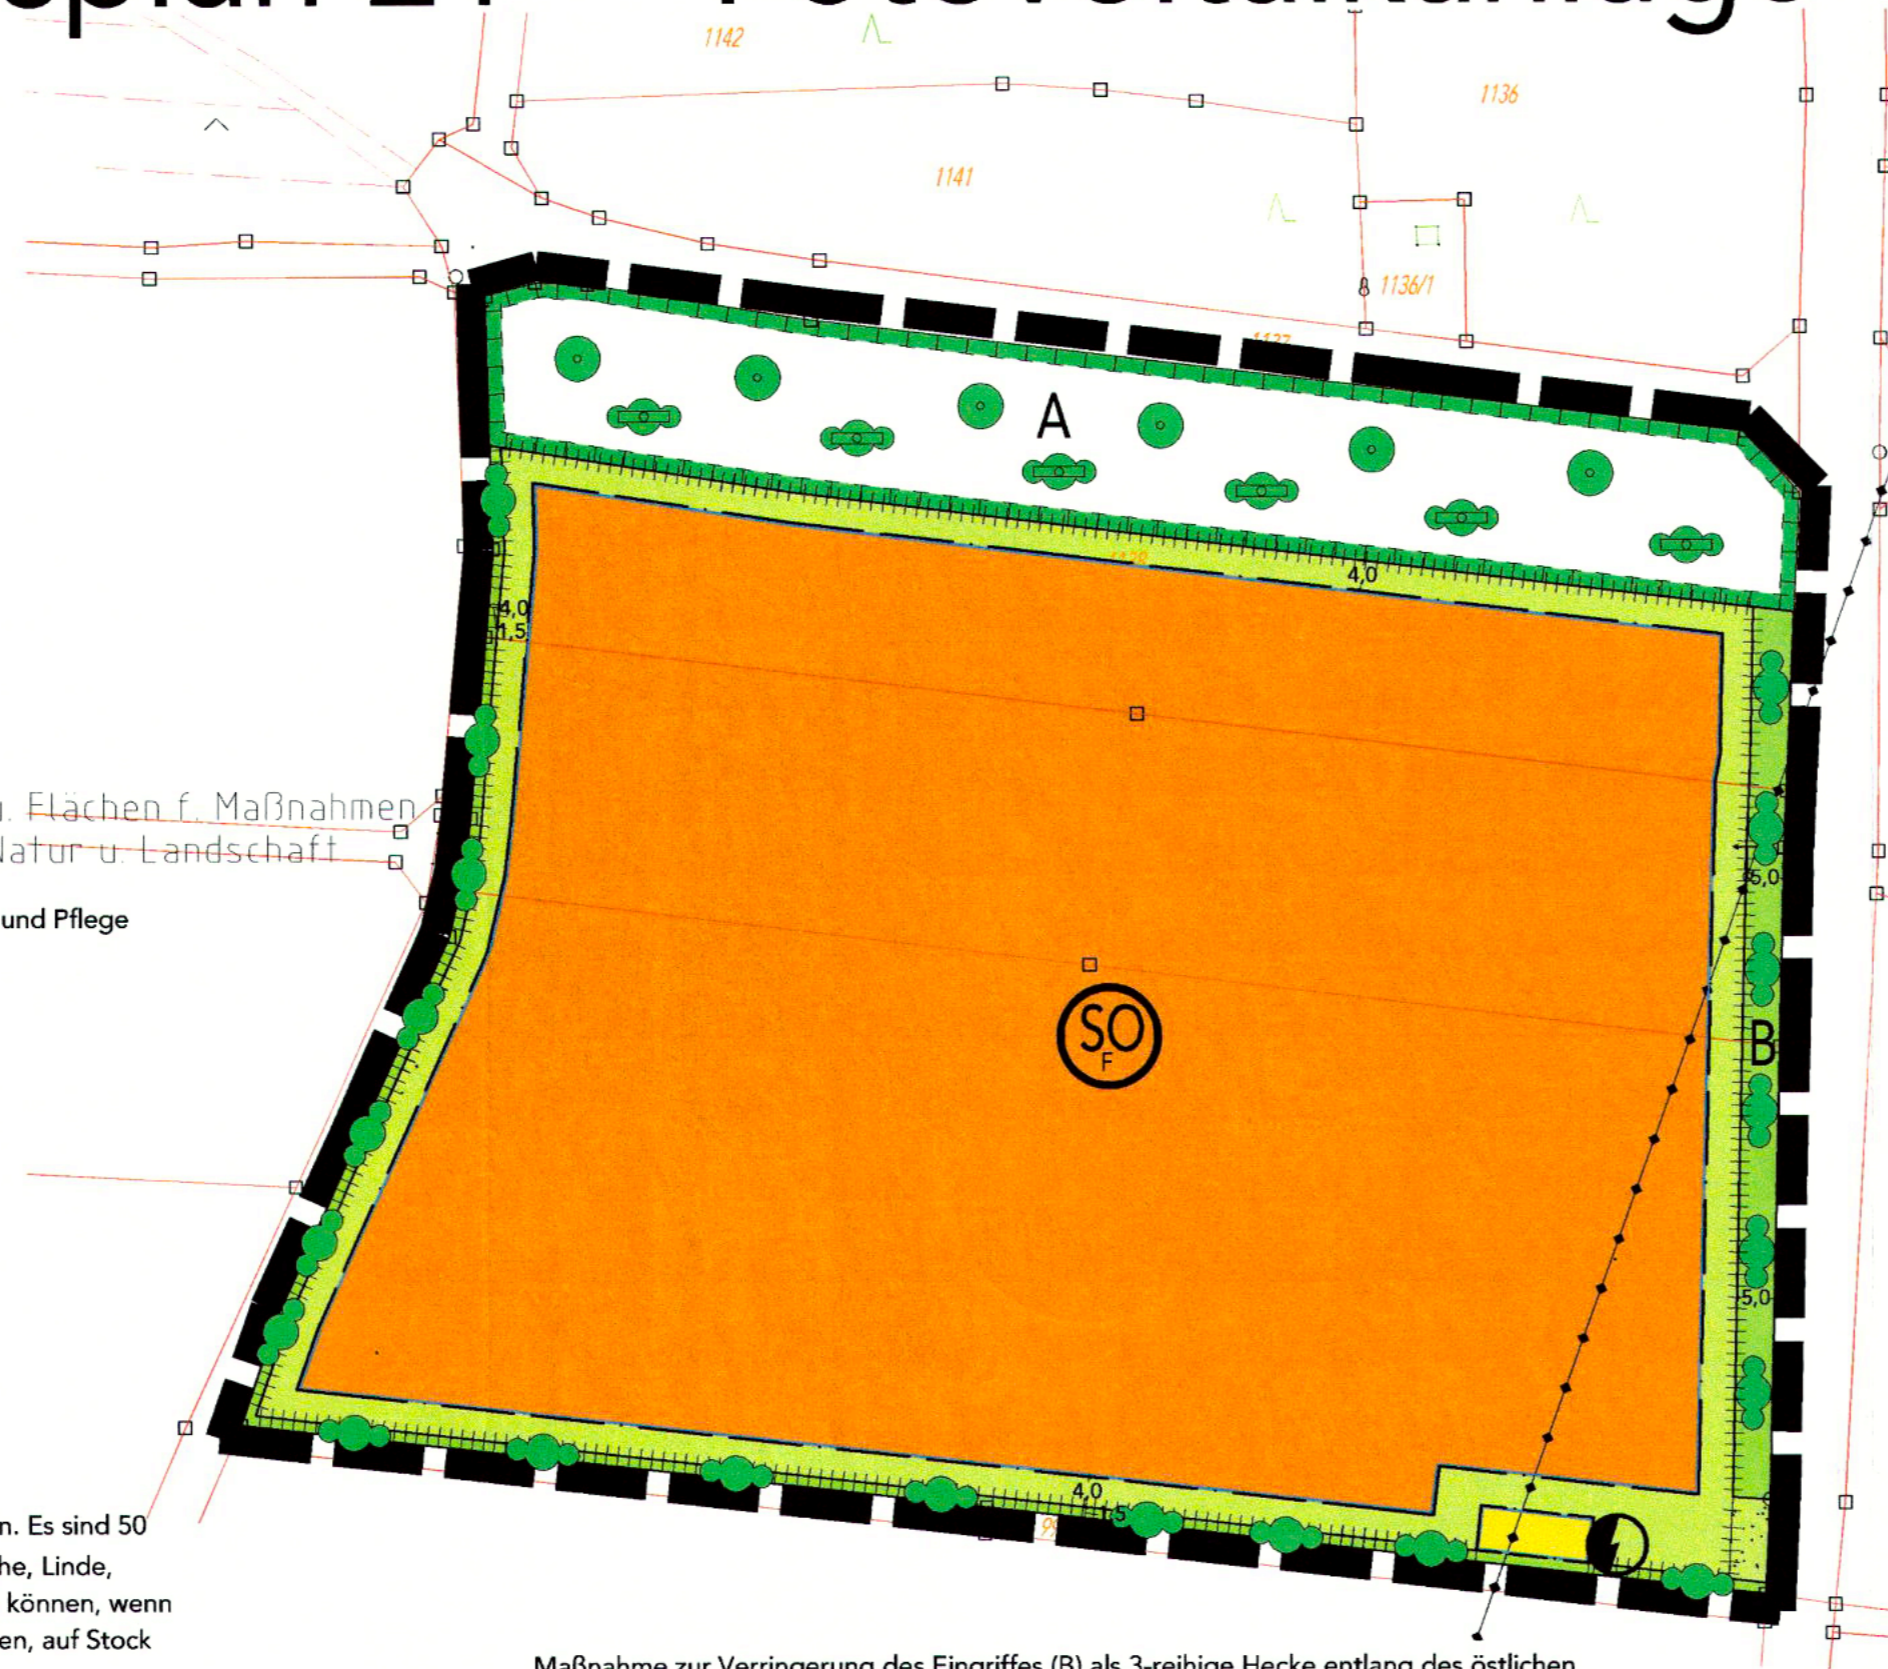 1142
1136
1141
1136/1
A
4,0
4,0
1,5
. Flächen f. Maßnahmen
Natur u. Landschaft
5,0
und Pflege
SO
F
B
5,0
4,0
1,5
n. Es sind 50
he, Linde,
können, wenn
en, auf Stock
Maßnahme zur Verringerung des Eingriffes (B) als 3-reihige Hecke entlang des östlichen